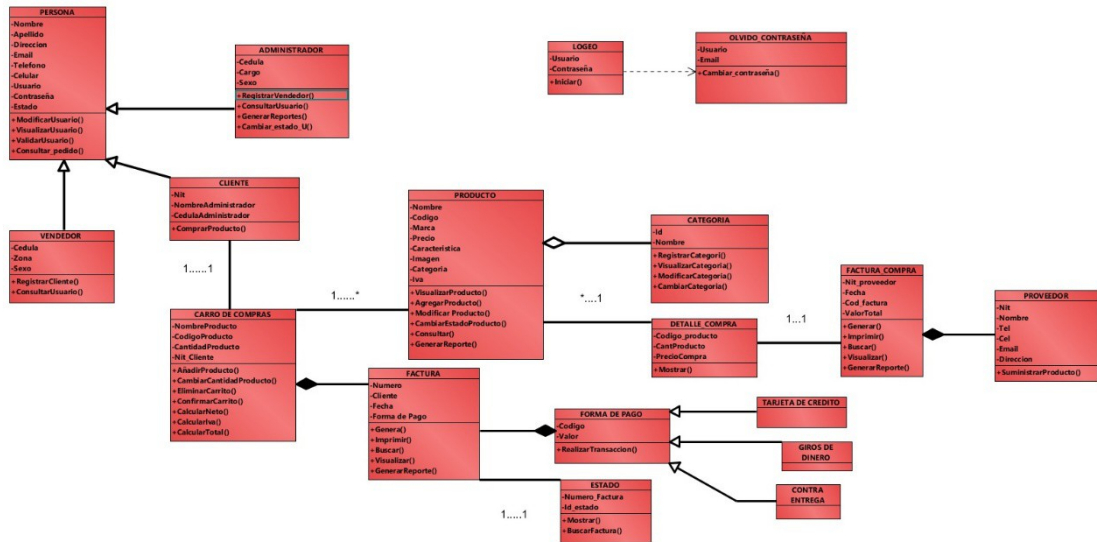 PERSONA
-Nombre
-Apellido
-Direccion
-Email
-Telefono
-Celular
-Usuario
-Contraseña
-Estado
+ModificarUsuario()
+VisualizarUsuario()
+ValidarUsuario()
+Consultar_pedido()
ADMINISTRADOR
-Cedula
-Cargo
-Sexo
+RegistrarVendedor()
+ConsultarUsuario()
+GenerarReportes()
+Cambiar_estado_U()
LOGEO
-Usuario
-Contraseña
+Iniciar()
OLVIDO_CONTRASEÑA
-Usuario
-Email
+Cambiar_contraseña()
CLIENTE
-Nit
-NombreAdministrador
-CedulaAdministrador
+ComprarProducto()
VENDEDOR
-Cedula
-Zona
-Sexo
+RegistrarCliente()
+ConsultarUsuario()
1......1
1......*
PRODUCTO
-Nombre
-Codigo
-Marca
-Precio
-Caracteristica
-Imagen
-Categoria
-Iva
+VisualizarProducto()
+AgregarProducto()
+Modificar Producto()
+CambiarEstadoProducto()
+Consultar()
+GenerarReporte()
CATEGORIA
-Id
-Nombre
+RegistrarCategori()
+VisualizarCategoria()
+ModificarCategoria()
+CambiarCategoria()
*....1
DETALLE_COMPRA
-Codigo_producto
-CantProducto
-PrecioCompra
+Mostrar()
1...1
FACTURA_COMPRA
-Nit_proveedor
-Fecha
-Cod_factura
-ValorTotal
+Generar()
+Imprimir()
+Buscar()
+Visualizar()
+GenerarReporte()
PROVEEDOR
-Nit
-Nombre
-Tel
-Cel
-Email
-Direccion
+SuministrarProducto()
CARRO DE COMPRAS
-NombreProducto
-CodigoProducto
-CantidadProducto
-Nit_Cliente
+AñadirProducto()
+CambiarCantidadProducto()
+EliminarCarrito()
+ConfirmarCarrito()
+CalcularNeto()
+CalcularIva()
+CalcularTotal()
FACTURA
-Numero
-Cliente
-Fecha
-Forma de Pago
+Genera()
+Imprimir()
+Buscar()
+Visualizar()
+GenerarReporte()
FORMA DE PAGO
-Codigo
-Valor
+RealizarTransaccion()
TARJETA DE CREDITO
GIROS DE
DINERO
CONTRA
ENTREGA
1.....1
ESTADO
-Numero_Factura
-Id_estado
+Mostrar()
+BuscarFactura()